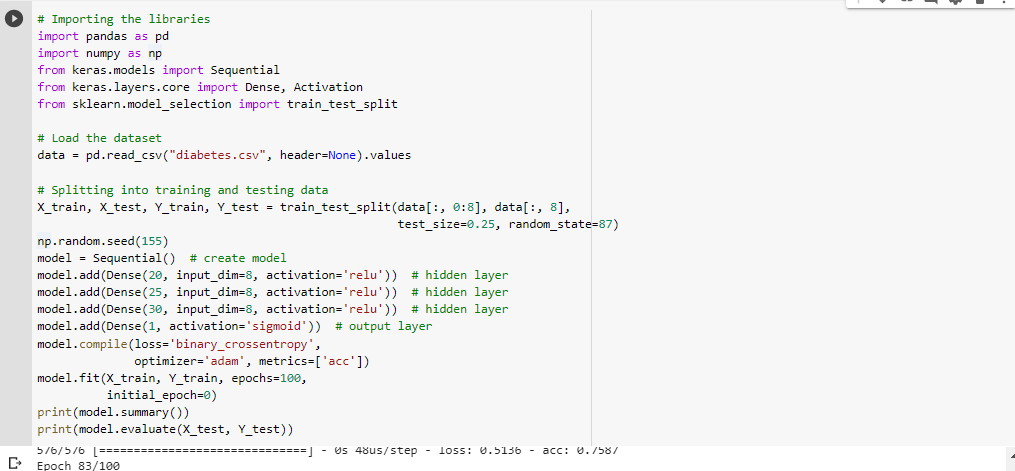 # Importing the libraries
import pandas as pd
import numpy as np
from keras.models import Sequential
from keras.layers.core import Dense, Activation
from sklearn.model_selection import train_test_split
# Load the dataset
data = pd.read_csv("diabetes.csv", header=None).values
# Splitting into training and testing data
X_train, X_test, Y_train, Y_test = train_test_split(data[:, 0:8], data[:, 8],
test_size=0.25, random_state=87)
np.random.seed(155)
model = Sequential()  # create model
model.add(Dense(20, input_dim=8, activation='relu'))  # hidden layer
model.add(Dense(25, input_dim=8, activation='relu'))  # hidden layer
model.add(Dense(30, input_dim=8, activation='relu'))  # hidden layer
model.add(Dense(1, activation='sigmoid'))  # output layer
model.compile(loss='binary_crossentropy',
optimizer='adam', metrics=['acc'])
model.fit(X_train, Y_train, epochs=100,
initial_epoch=0)
print(model.summary())
print(model.evaluate(X_test, Y_test))
576/576 [==============================] - 0s 48us/step - loss: 0.5136 - acc: 0.7587
Epoch 83/100